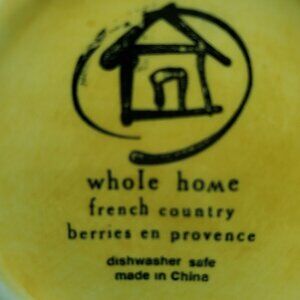 whole home
french country
berries en provence
dishwasher safe
made in China